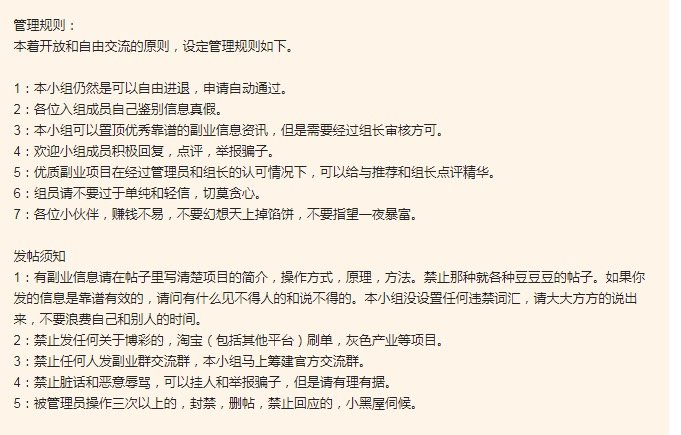 管理规则：
本着开放和自由交流的原则，设定管理规则如下。
1：本小组仍然是可以自由进退，申请自动通过。
2：各位入组成员自己鉴别信息真假。
3：本小组可以置顶优秀靠谱的副业信息资讯，但是需要经过组长审核方可。
4：欢迎小组成员积极回复，点评，举报骗子。
5：优质副业项目在经过管理员和组长的认可情况下，可以给与推荐和组长点评精华。
6：组员请不要过于单纯和轻信，切莫贪心。
7：各位小伙伴，赚钱不易，不要幻想天上掉馅饼，不要指望一夜暴富。
发帖须知
1：有副业信息请在帖子里写清楚项目的简介，操作方式，原理，方法。禁止那种就各种豆豆豆的帖子。如果你
发的信息是靠谱有效的，请问有什么见不得人的和说不得的。本小组没设置任何违禁词汇，请大大方方的说出
来，不要浪费自己和别人的时间。
2：禁止发任何关于博彩的，淘宝（包括其他平台）刷单，灰色产业等项目。
3：禁止任何人发副业群交流群，本小组马上筹建官方交流群。
4：禁止脏话和恶意辱骂，可以挂人和举报骗子，但是请有理有据。
5：被管理员操作三次以上的，封禁，删帖，禁止回应的，小黑屋伺候。